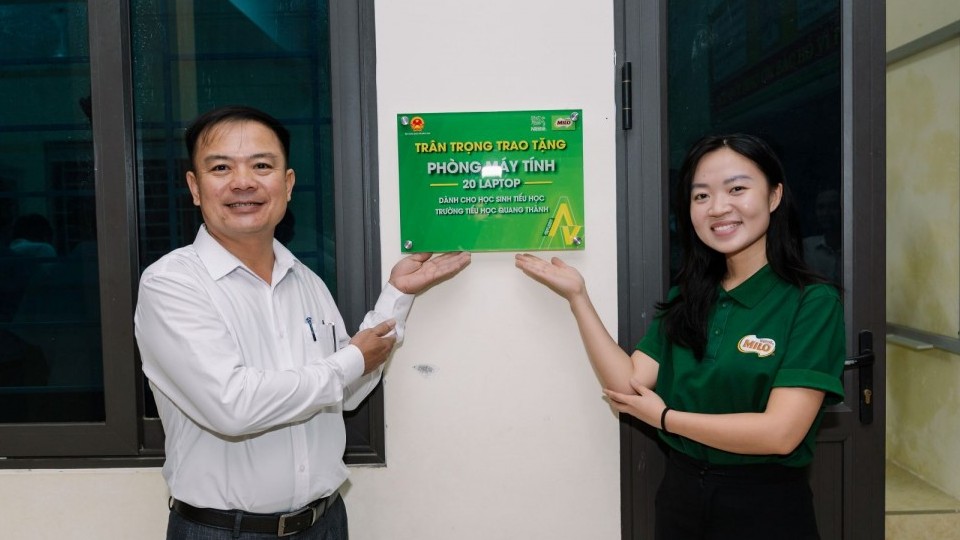 Nestlé
MILO
TRÂN TRỌNG TRAO TẶNG
PHÒNG MÁY TÍNH
20 LAPTOP
DÀNH CHO HỌC SINH TIỂU HỌC
TRƯỜNG TIỂU HỌC QUANG THÀNH
MILO